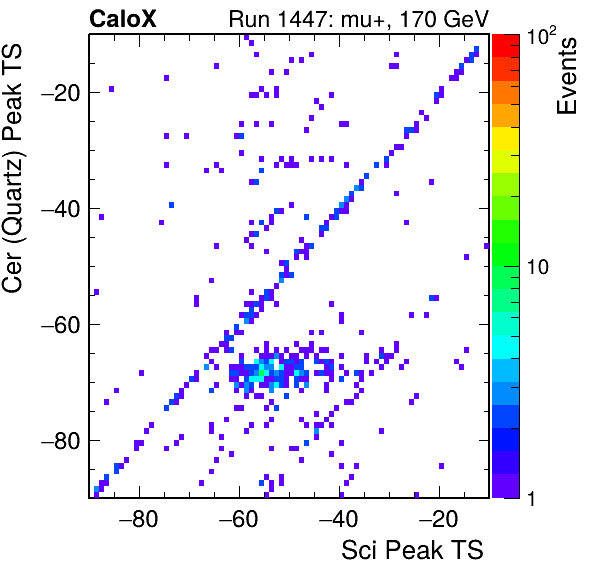 CaloX Run 1447: mu+, 170 GeV
Cer (Quartz) Peak TS
−20
−40
−60
−80
−80 −60 −40 −20
Sci Peak TS
10²
10
1
Events